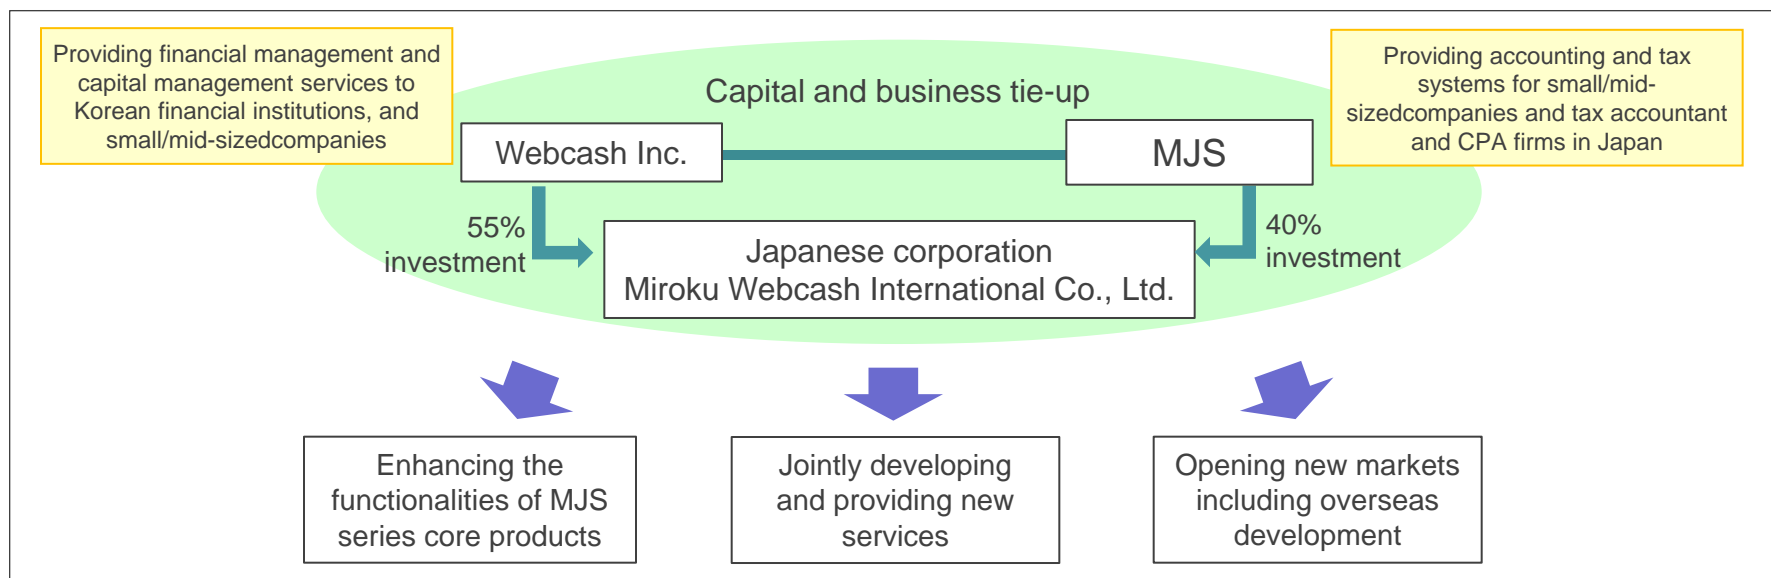 Providing financial management and
capital management services to
Korean financial institutions, and
small/mid-sizedcompanies
Capital and business tie-up
Providing accounting and tax
systems for small/mid-
sizedcompanies and tax accountant
and CPA firms in Japan
Webcash Inc.
MJS
55%
investment
Japanese corporation
Miroku Webcash International Co., Ltd.
40%
investment
Enhancing the
functionalities of MJS
series core products
Jointly developing
and providing new
services
Opening new markets
including overseas
development